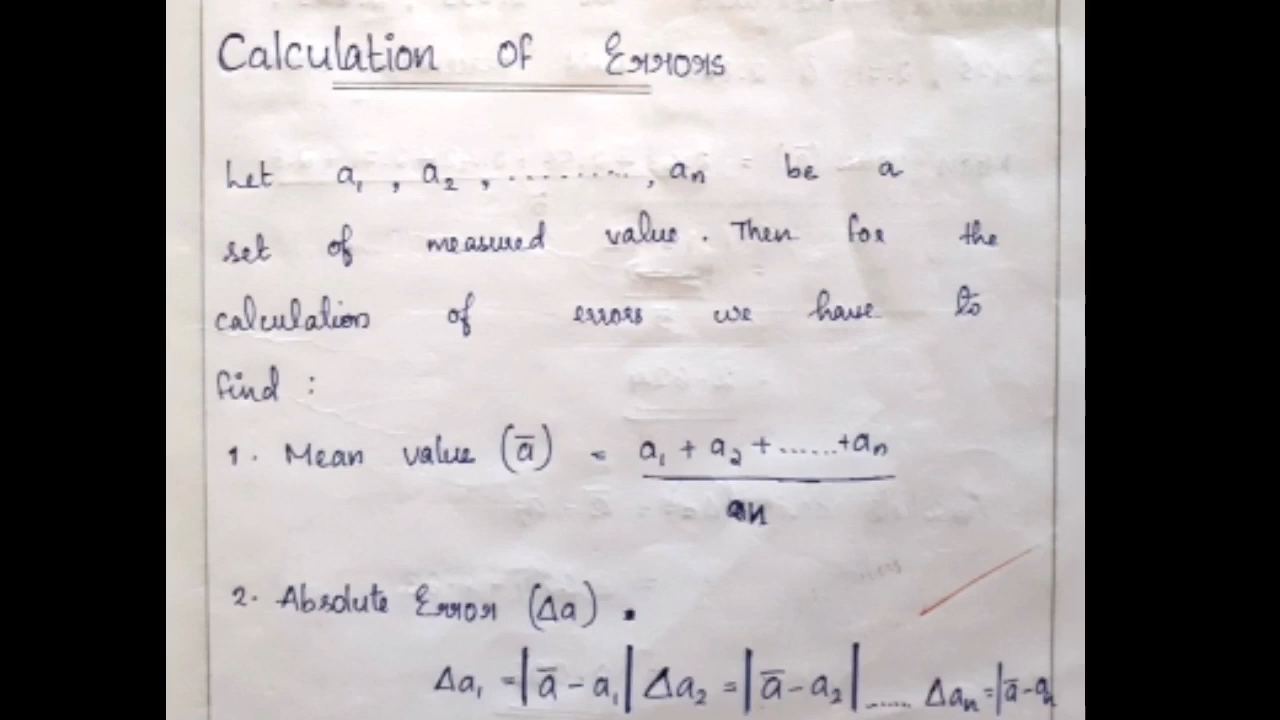 Calculation of Errors
Let a₁, a₂, ........., aₙ be a
set of measured value. Then for the
calculation of errors we have to
find :
1. Mean value (a̅) = a₁ + a₂ + ...... + aₙ
n
2. Absolute Error (Δa).
Δa₁ = |a̅ - a₁| Δa₂ = |a̅ - a₂| ...... Δaₙ = |a̅ - aₙ